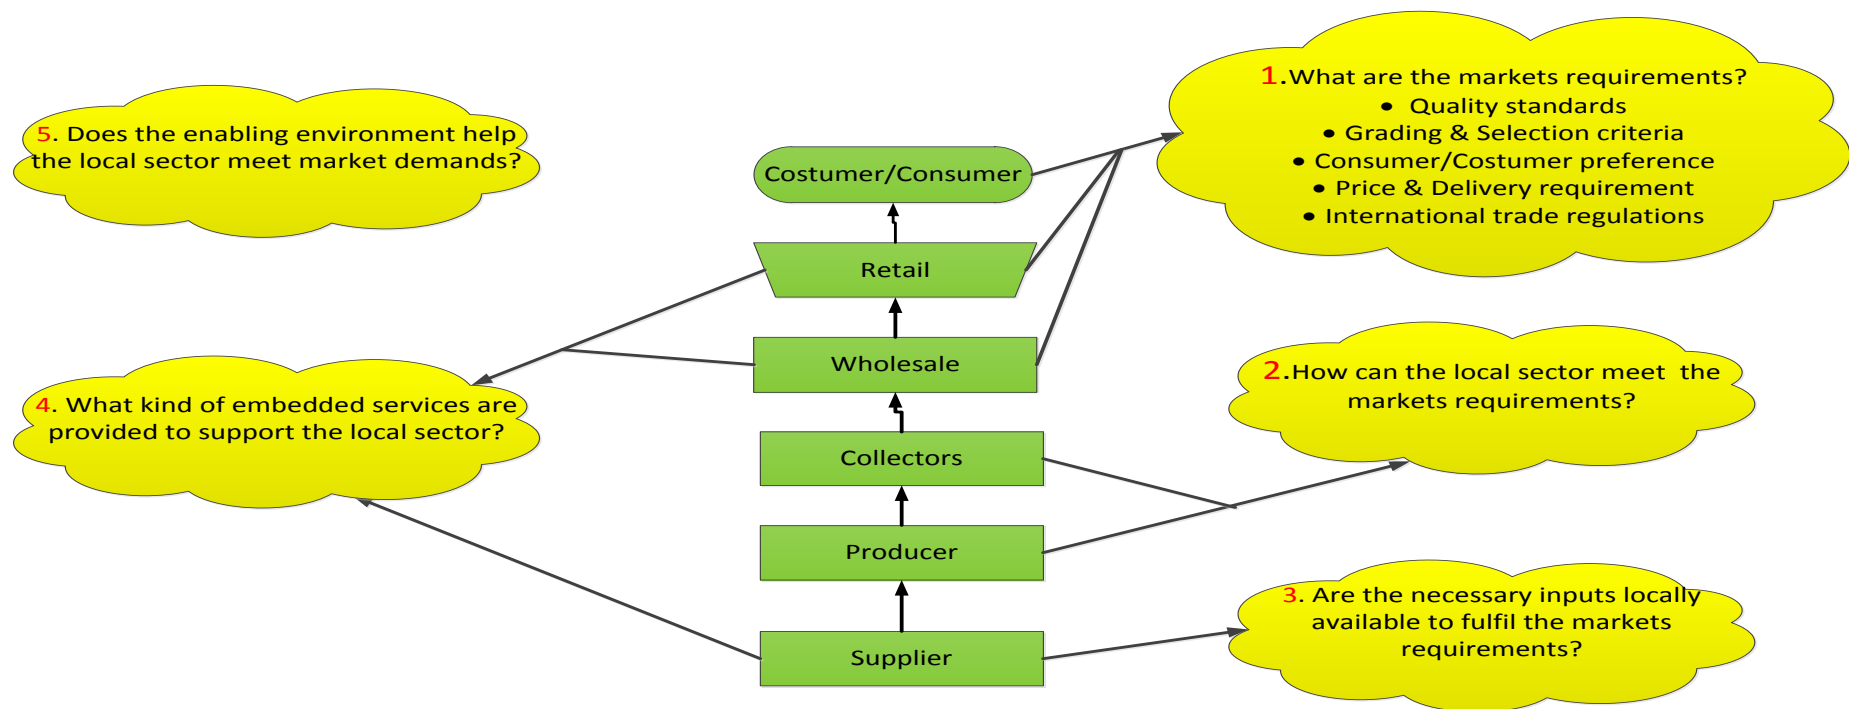 1.What are the markets requirements?
• Quality standards
• Grading & Selection criteria
• Consumer/Costumer preference
• Price & Delivery requirement
• International trade regulations
5. Does the enabling environment help
the local sector meet market demands?
Costumer/Consumer
Retail
Wholesale
2.How can the local sector meet the
markets requirements?
4. What kind of embedded services are
provided to support the local sector?
Collectors
Producer
3. Are the necessary inputs locally
available to fulfil the markets
requirements?
Supplier